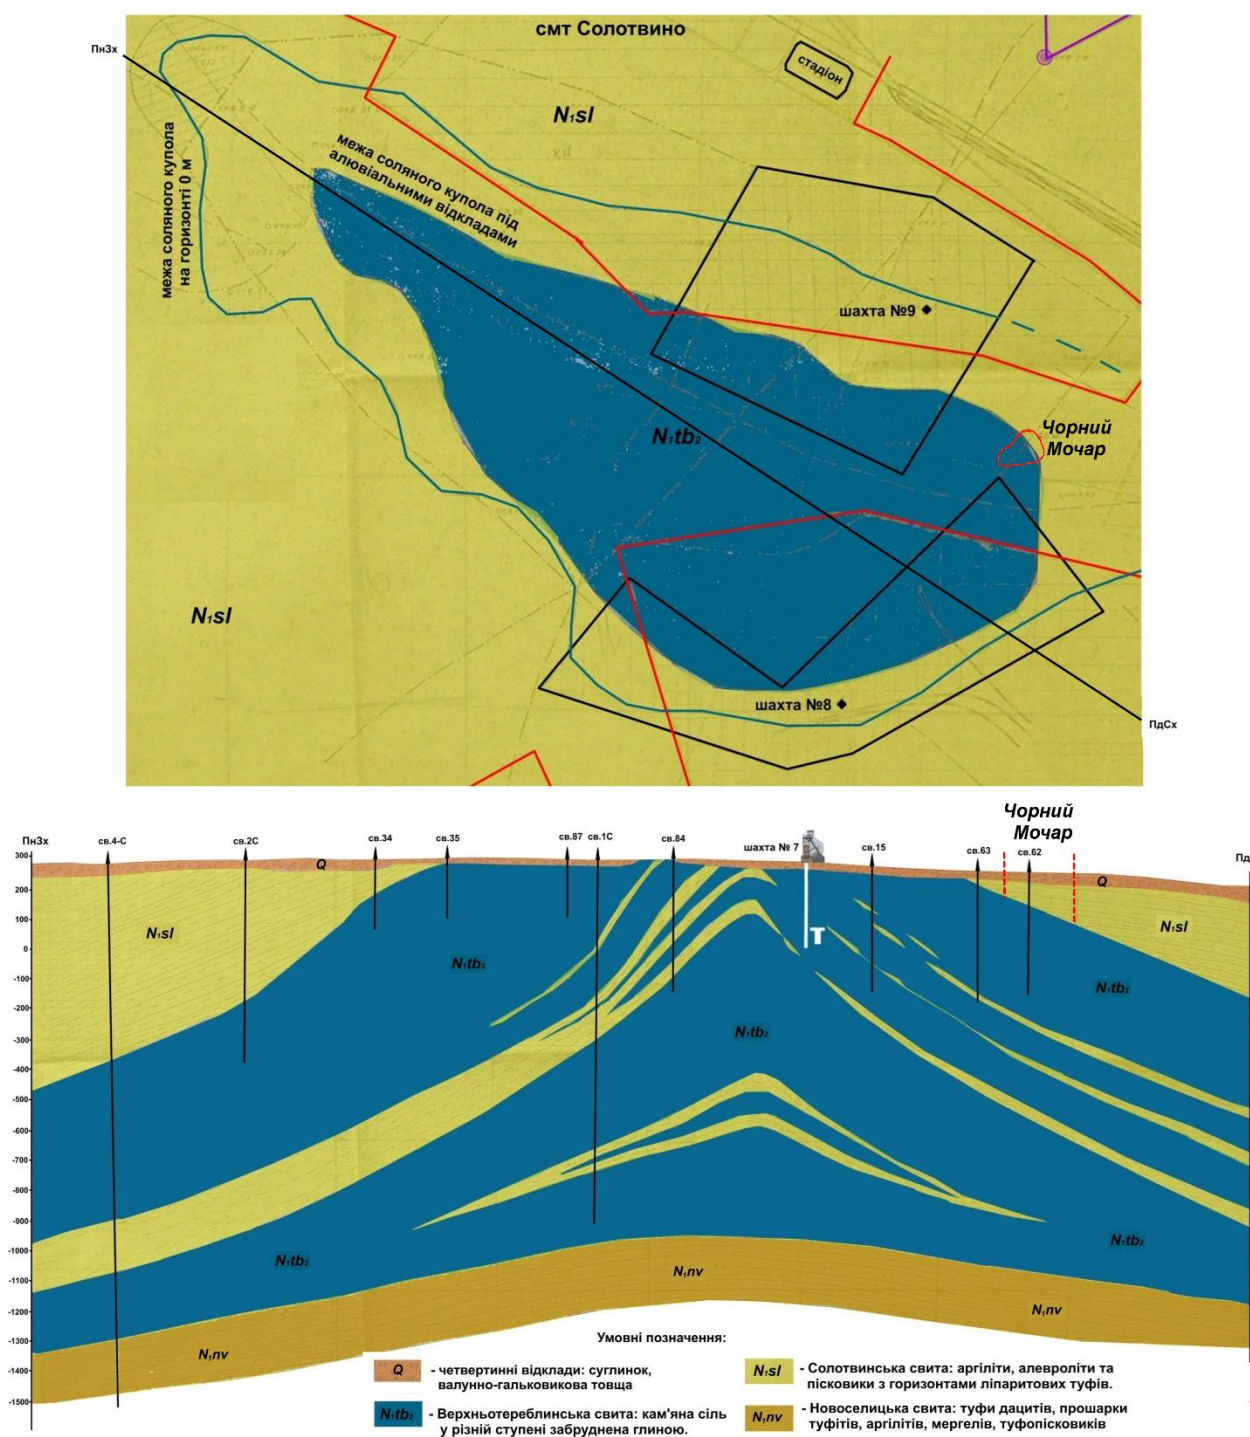 смт Солотвино
ПнЗх
стадіон
N₁sl
межа соляного купола під
алювіальними відкладами
межа соляного купола
на горизонті 0 м
шахта №9
N₁tb₂
Чорний
Мочар
N₁sl
шахта №8
ПдСх
Чорний
Мочар
ПнЗх
св.4-С
св.2С
св.34
св.35
св.87
св.1С
св.84
шахта № 7
св.15
св.63
св.62
Пд
300
200
100
0
-100
-200
-300
-400
-500
-600
-700
-800
-900
-1000
-1100
-1200
-1300
-1400
-1500
Q
Q
N₁sl
N₁sl
N₁tb₂
N₁tb₂
N₁tb₂
N₁tb₂
N₁tb₂
T
N₁nv
N₁nv
N₁nv
Умовні позначення:
Q
- четвертинні відклади: суглинок,
валунно-гальковикова товща
N₁tb₂
- Верхньотереблинська свита: кам'яна сіль
у різній ступені забруднена глиною.
N₁sl
- Солотвинська свита: аргіліти, алевроліти та
пісковики з горизонтами ліпаритових туфів.
N₁nv
- Новоселицька свита: туфи дацитів, прошарки
туфітів, аргілітів, мергелів, туфопісковиків